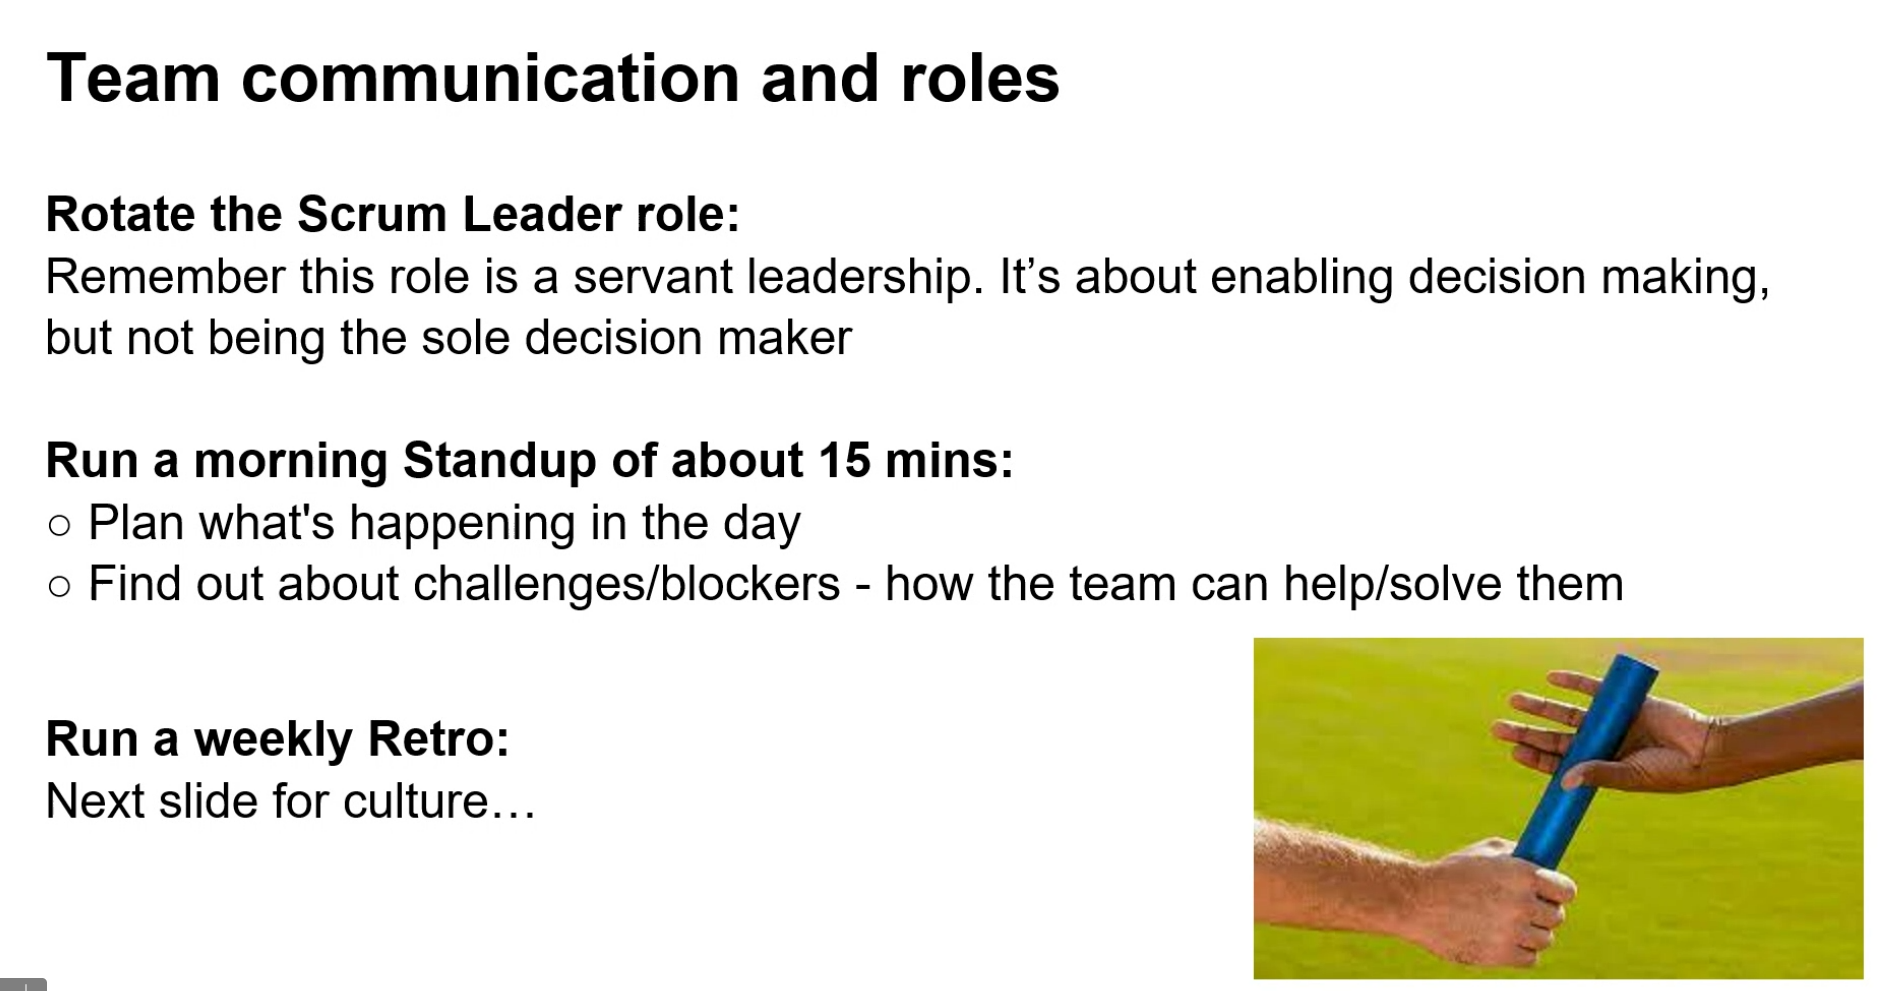 Team communication and roles
Rotate the Scrum Leader role:
Remember this role is a servant leadership. It’s about enabling decision making,
but not being the sole decision maker
Run a morning Standup of about 15 mins:
○ Plan what's happening in the day
○ Find out about challenges/blockers - how the team can help/solve them
Run a weekly Retro:
Next slide for culture…